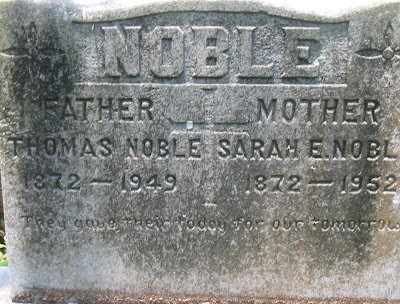 NOBLE
FATHER MOTHER
THOMAS NOBLE SARAH E. NOBL
1872 — 1949 1872 — 1952
They gave their today for our tomorrow